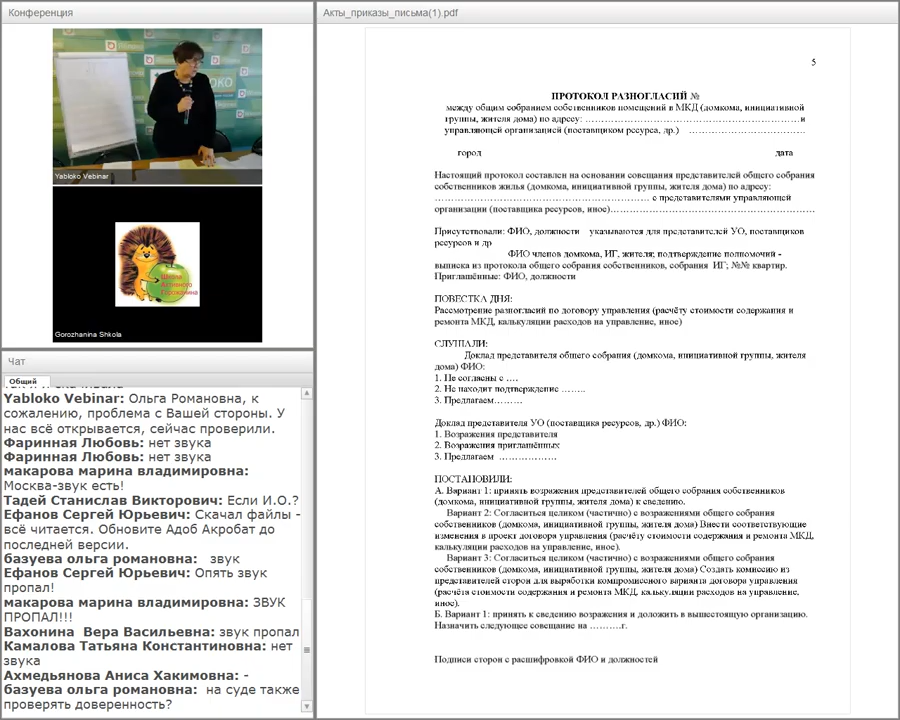 Конференция
Yabloko Vebinar
Школа
Активного
Горожанина
Gorozhanina Shkola
Чат
Общий
Yabloko Vebinar: Ольга Романовна, к
сожалению, проблема с Вашей стороны. У
нас всё открывается, сейчас проверили.
Фаринная Любовь: нет звука
Фаринная Любовь: нет звука
макарова марина владимировна:
Москва-звук есть!
Тадей Станислав Викторович: Если И.О.?
Ефанов Сергей Юрьевич: Скачал файлы -
всё читается. Обновите Адоб Акробат до
последней версии.
базуева ольга романовна: звук
Ефанов Сергей Юрьевич: Опять звук
пропал!
макарова марина владимировна: ЗВУК
ПРОПАЛ!!!
Вахонина Вера Васильевна: звук пропал
Камалова Татьяна Константиновна: нет
звука
Ахмедьянова Аниса Хакимовна: -
базуева ольга романовна: на суде также
проверять доверенность?
Акты_приказы_письма(1).pdf
5
ПРОТОКОЛ РАЗНОГЛАСИЙ №
между общим собранием собственников помещений в МКД (домкома, инициативной
группы, жителя дома) по адресу: ……………………………………………………………и
управляющей организацией (поставщиком ресурса, др.) ……………………………….
город дата
Настоящий протокол составлен на основании совещания представителей общего собрания
собственников жилья (домкома, инициативной группы, жителя дома) по адресу:
…………………………………………………………… с представителями управляющей
организации (поставщика ресурсов, иное)…………………………………………………………
Присутствовали: ФИО, должности указываются для представителей УО, поставщиков
ресурсов и др
ФИО членов домкома, ИГ, жителя; подтверждение полномочий -
выписка из протокола общего собрания собственников, собрания ИГ; №№ квартир.
Приглашённые: ФИО, должности
ПОВЕСТКА ДНЯ:
Рассмотрение разногласий по договору управления (расчёту стоимости содержания и
ремонта МКД, калькуляции расходов на управление, иное)
СЛУШАЛИ:
Доклад представителя общего собрания (домкома, инициативной группы, жителя
дома) ФИО:
1. Не согласны с ….
2. Не находит подтверждение ……..
3. Предлагаем………
Доклад представителя УО (поставщика ресурсов, др.) ФИО:
1. Возражения представителя
2. Возражения приглашённых
3. Предлагаем ………………
ПОСТАНОВИЛИ:
А. Вариант 1: принять возражения представителей общего собрания собственников
(домкома, инициативной группы, жителя дома) к сведению.
Вариант 2: Согласиться целиком (частично) с возражениями общего собрания
собственников (домкома, инициативной группы, жителя дома) Внести соответствующие
изменения в проект договора управления (расчёту стоимости содержания и ремонта МКД,
калькуляции расходов на управление, иное).
Вариант 3: Согласиться целиком (частично) с возражениями общего собрания
собственников (домкома, инициативной группы, жителя дома) Создать комиссию из
представителей сторон для выработки компромиссного варианта договора управления
(расчёта стоимости содержания и ремонта МКД, калькуляции расходов на управление,
иное).
Б. Вариант 1: принять к сведению возражения и доложить в вышестоящую организацию.
Назначить следующее совещание на ……….г.
Подписи сторон с расшифровкой ФИО и должностей